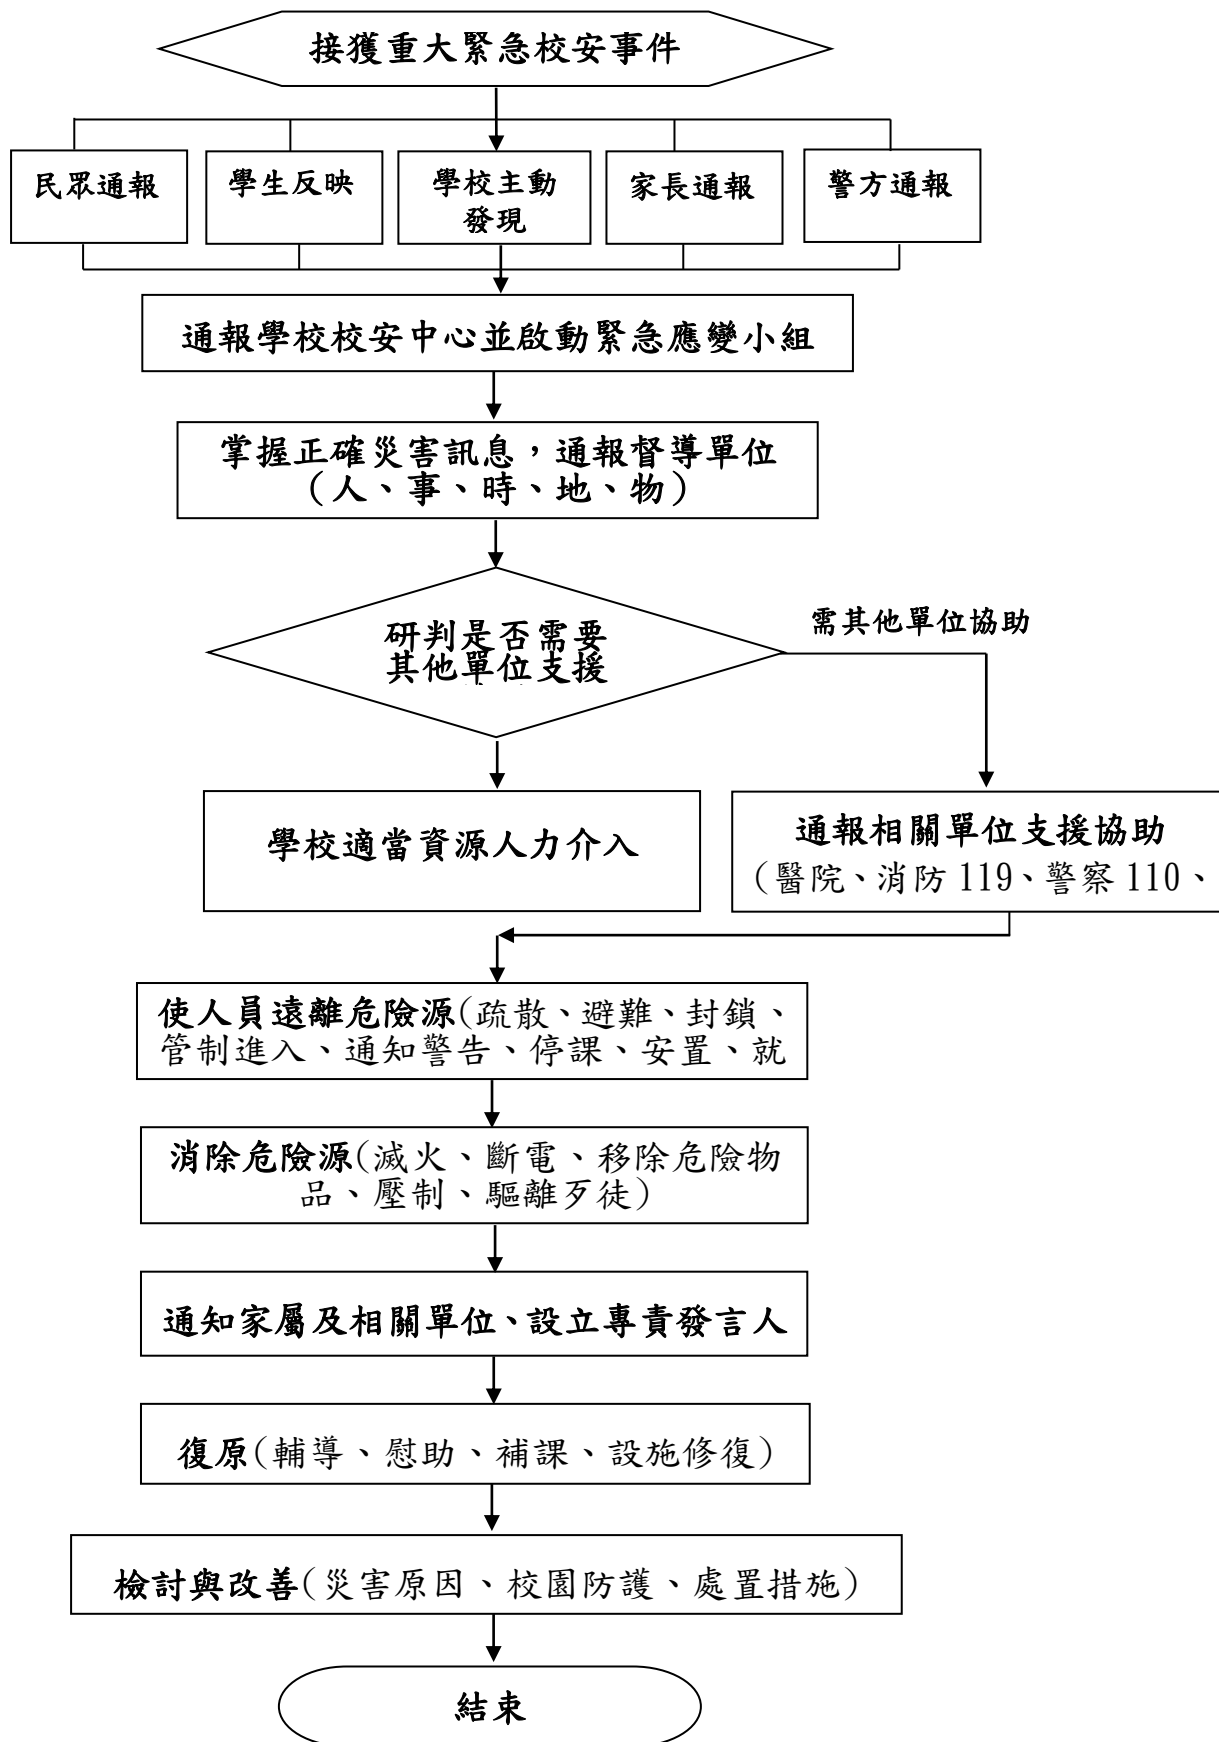 接獲重大緊急校安事件
民眾通報
學生反映
學校主動
發現
家長通報
警方通報
通報學校校安中心並啟動緊急應變小組
掌握正確災害訊息，通報督導單位
（人、事、時、地、物）
研判是否需要
其他單位支援
需其他單位協助
學校適當資源人力介入
通報相關單位支援協助
（醫院、消防 119、警察 110、
使人員遠離危險源(疏散、避難、封鎖、
管制進入、通知警告、停課、安置、就
消除危險源(滅火、斷電、移除危險物
品、壓制、驅離歹徒)
通知家屬及相關單位、設立專責發言人
復原(輔導、慰助、補課、設施修復)
檢討與改善(災害原因、校園防護、處置措施)
結束